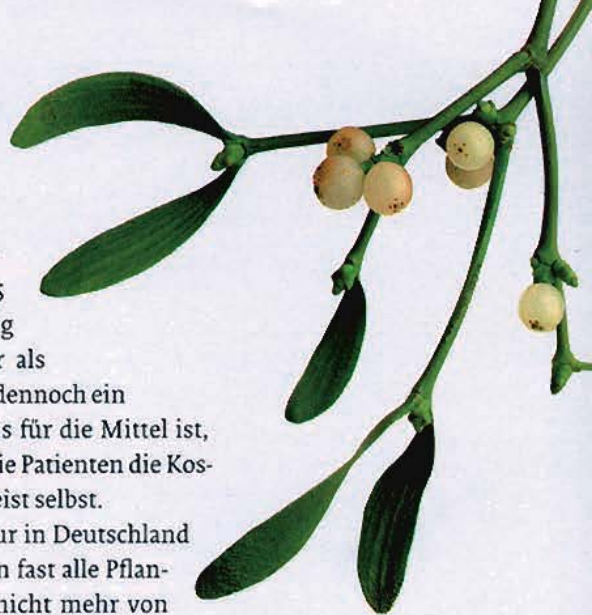 g
r als
dennoch ein
s für die Mittel ist,
ie Patienten die Kos-
eist selbst.
ur in Deutschland
n fast alle Pflan-
nicht mehr von